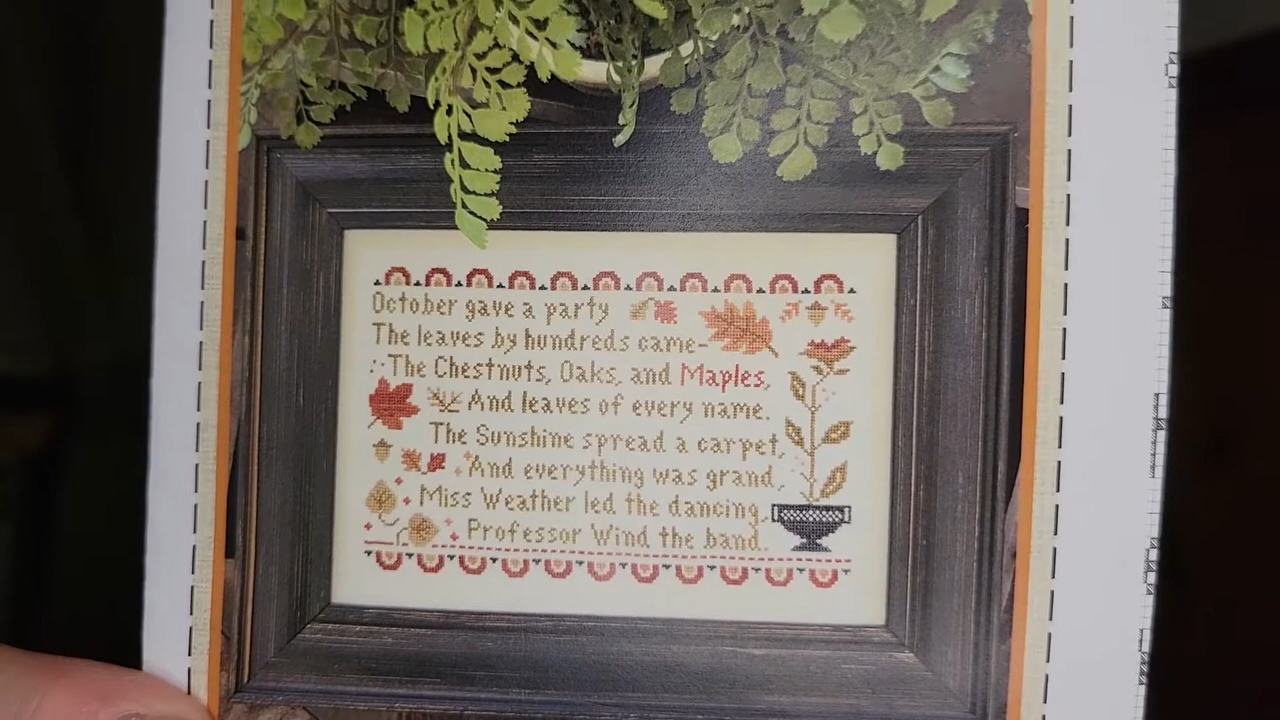 October gave a party
The leaves by hundreds came-
The Chestnuts, Oaks, and Maples,
And leaves of every name.
The Sunshine spread a carpet,
And everything was grand,
Miss Weather led the dancing,
Professor Wind the band.